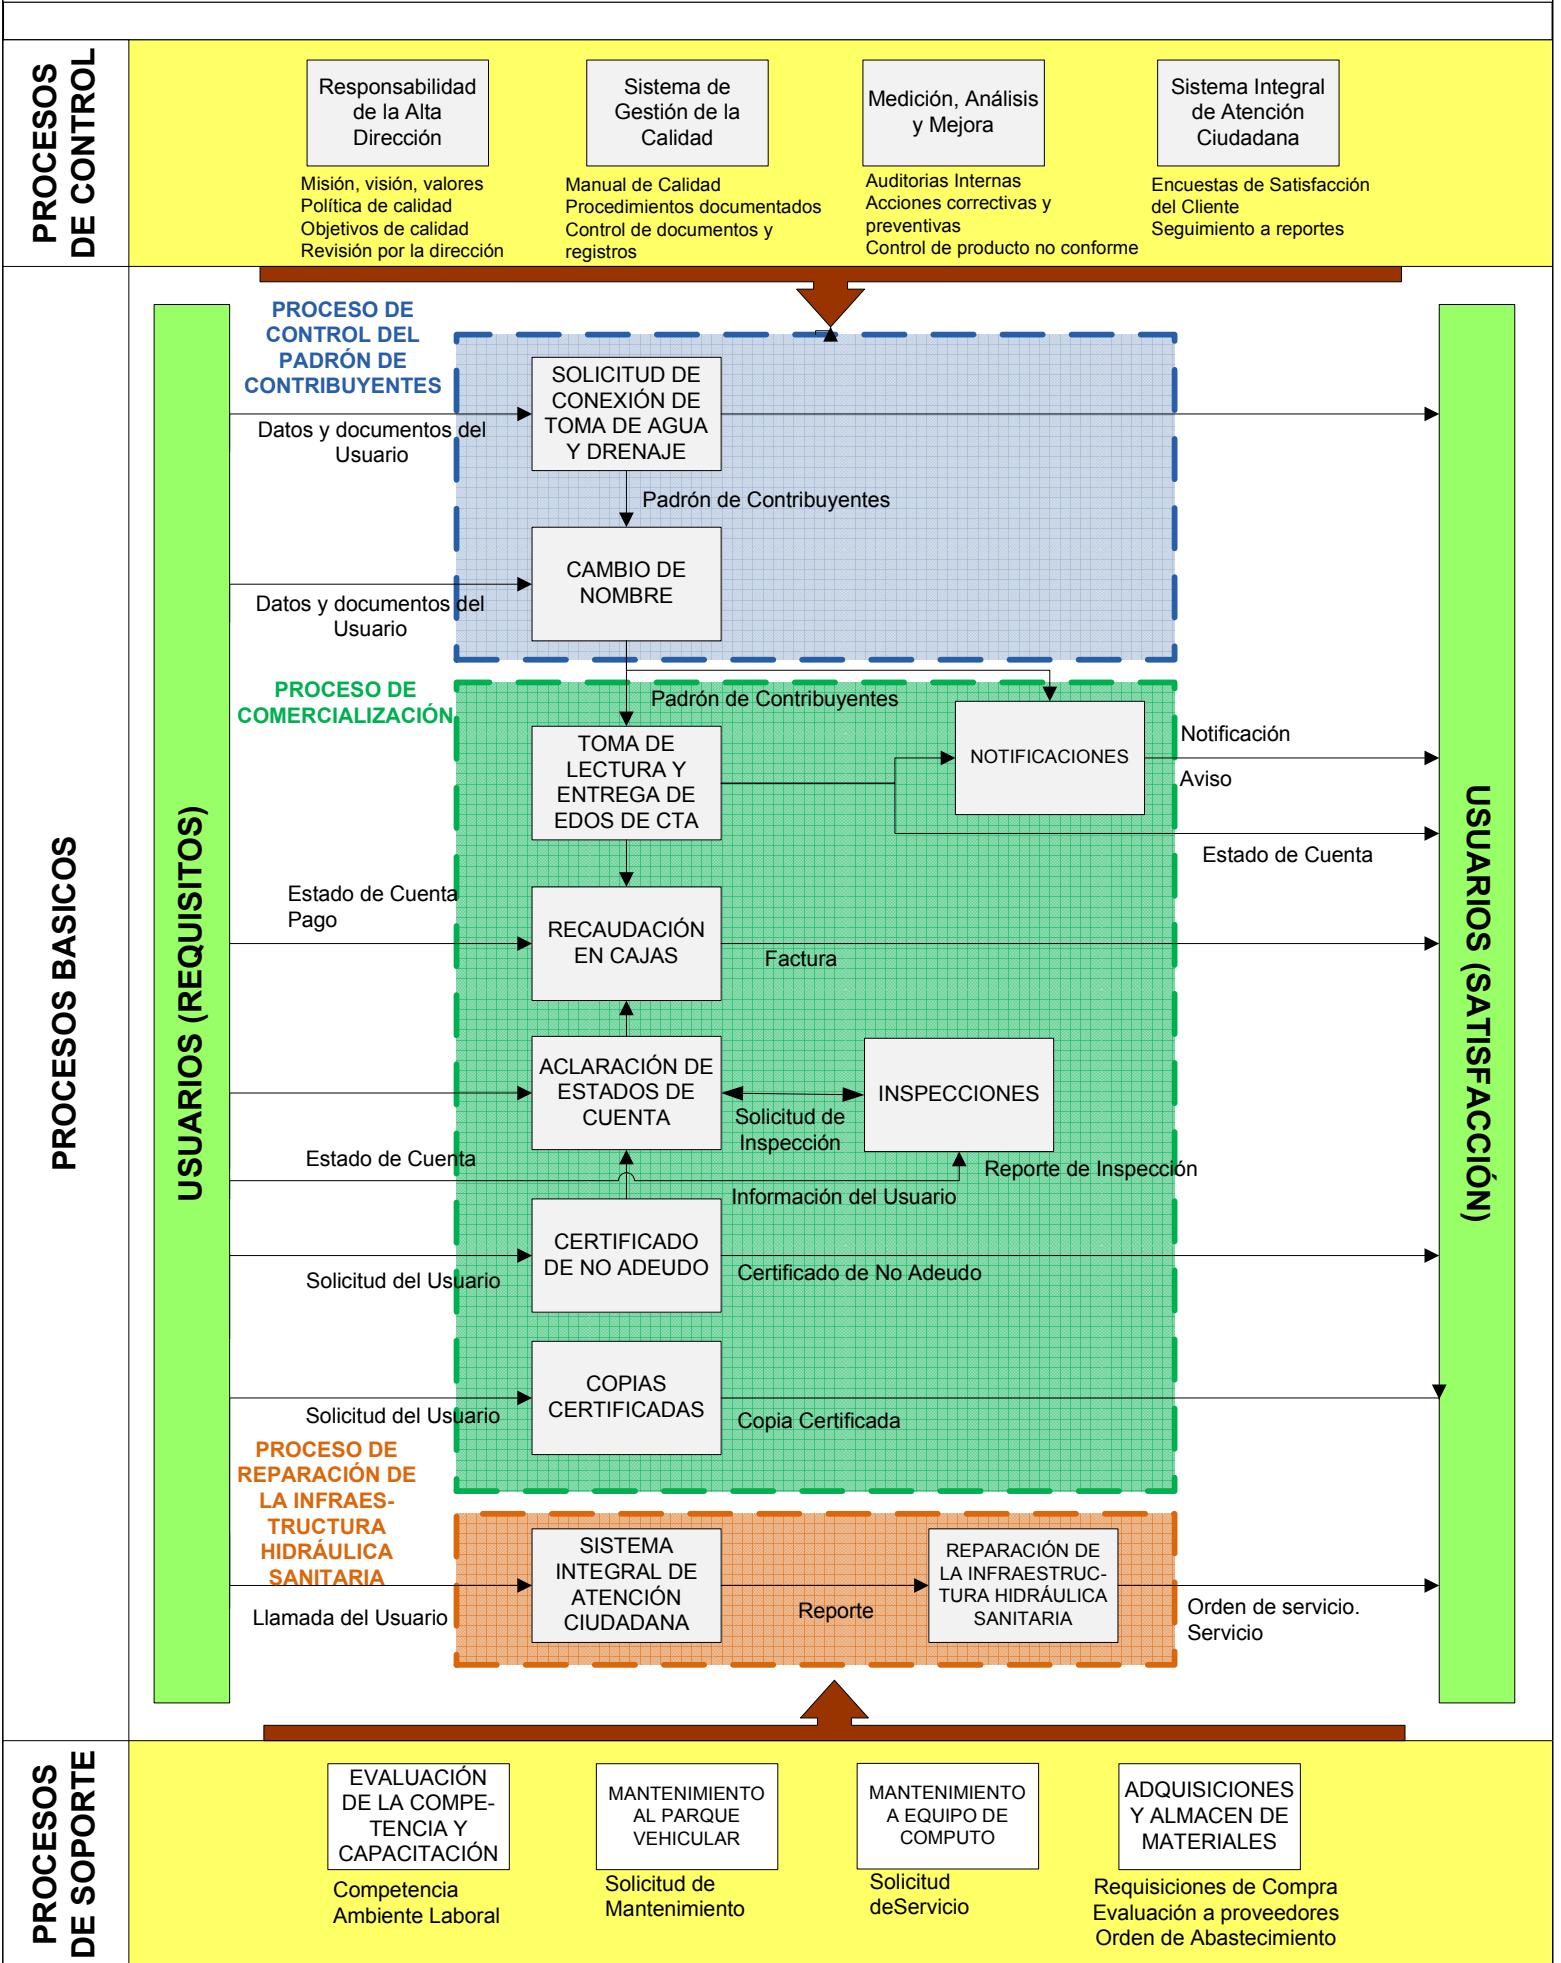 PROCESOS
DE CONTROL
Responsabilidad
de la Alta
Dirección
Misión, visión, valores
Política de calidad
Objetivos de calidad
Revisión por la dirección
Sistema de
Gestión de la
Calidad
Manual de Calidad
Procedimientos documentados
Control de documentos y
registros
Medición, Análisis
y Mejora
Auditorias Internas
Acciones correctivas y
preventivas
Control de producto no conforme
Sistema Integral
de Atención
Ciudadana
Encuestas de Satisfacción
del Cliente
Seguimiento a reportes
PROCESOS BASICOS
USUARIOS (REQUISITOS)
PROCESO DE
CONTROL DEL
PADRÓN DE
CONTRIBUYENTES
SOLICITUD DE
CONEXIÓN DE
TOMA DE AGUA
Y DRENAJE
Datos y documentos del
Usuario
Padrón de Contribuyentes
CAMBIO DE
NOMBRE
Datos y documentos del
Usuario
PROCESO DE
COMERCIALIZACIÓN
Padrón de Contribuyentes
TOMA DE
LECTURA Y
ENTREGA DE
EDOS DE CTA
NOTIFICACIONES
Notificación
Aviso
Estado de Cuenta
Estado de Cuenta
Pago
RECAUDACIÓN
EN CAJAS
Factura
ACLARACIÓN DE
ESTADOS DE
CUENTA
Solicitud de
Inspección
INSPECCIONES
Estado de Cuenta
Reporte de Inspección
Información del Usuario
CERTIFICADO
DE NO ADEUDO
Solicitud del Usuario
Certificado de No Adeudo
COPIAS
CERTIFICADAS
Solicitud del Usuario
Copia Certificada
PROCESO DE
REPARACIÓN DE
LA INFRAES-
TRUCTURA
HIDRÁULICA
SANITARIA
Llamada del Usuario
SISTEMA
INTEGRAL DE
ATENCIÓN
CIUDADANA
Reporte
REPARACIÓN DE
LA INFRAESTRUC-
TURA HIDRÁULICA
SANITARIA
Orden de servicio.
Servicio
USUARIOS (SATISFACCIÓN)
PROCESOS
DE SOPORTE
EVALUACIÓN
DE LA COMPE-
TENCIA Y
CAPACITACIÓN
Competencia
Ambiente Laboral
MANTENIMIENTO
AL PARQUE
VEHICULAR
Solicitud de
Mantenimiento
MANTENIMIENTO
A EQUIPO DE
COMPUTO
Solicitud
deServicio
ADQUISICIONES
Y ALMACEN DE
MATERIALES
Requisiciones de Compra
Evaluación a proveedores
Orden de Abastecimiento